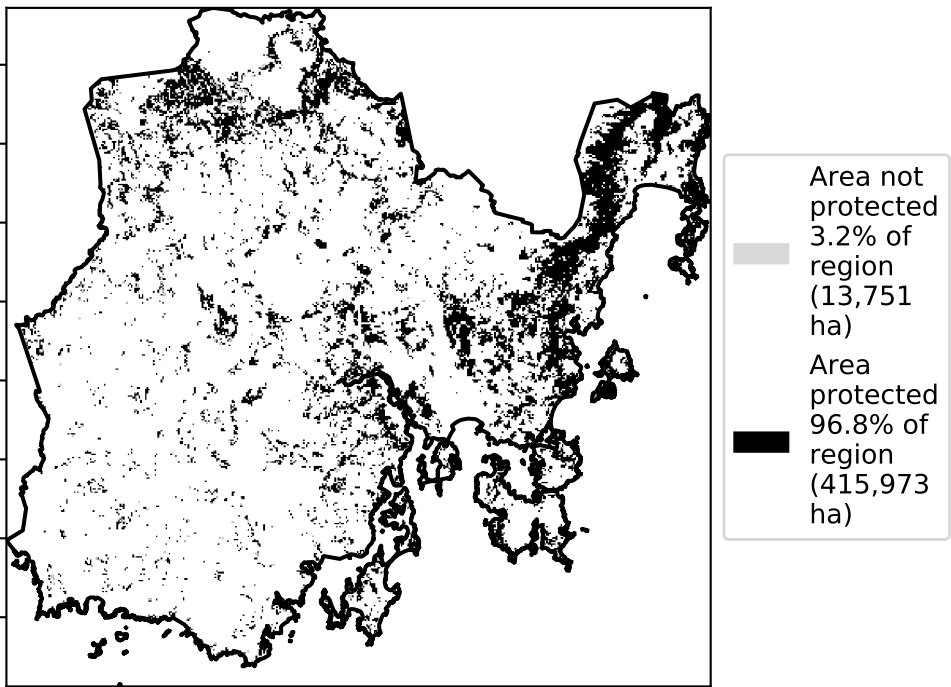 Area not
protected
3.2% of
region
(13,751
ha)
Area
protected
96.8% of
region
(415,973
ha)